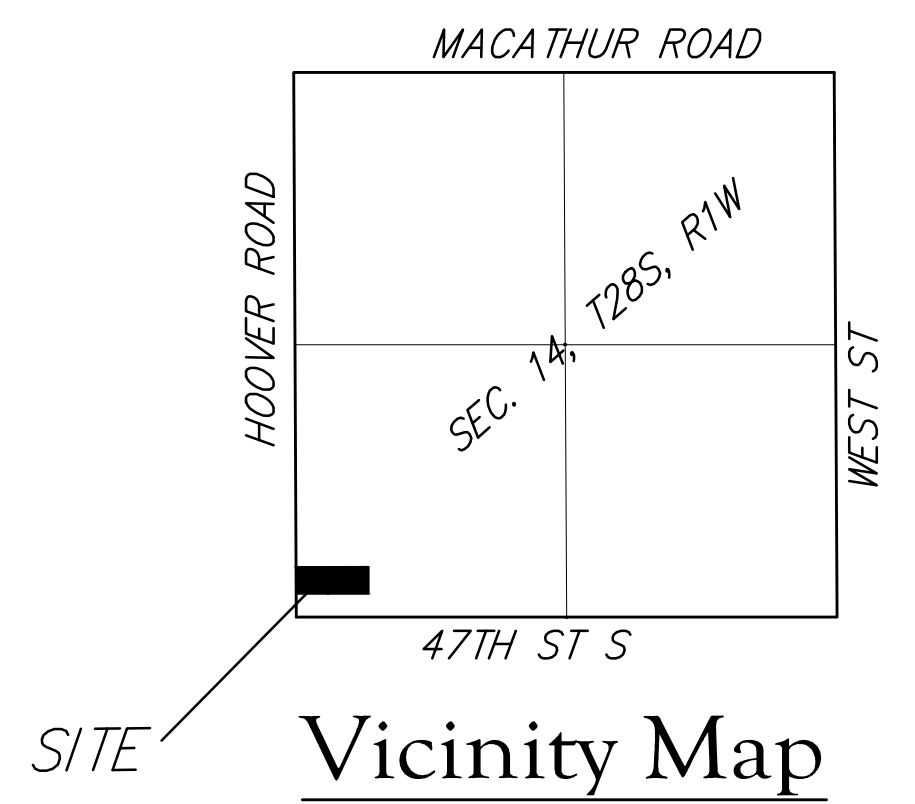 MACATHUR ROAD
HOOVER ROAD
SEC. 14, T28S, R1W
WEST ST
47TH ST S
SITE
Vicinity Map